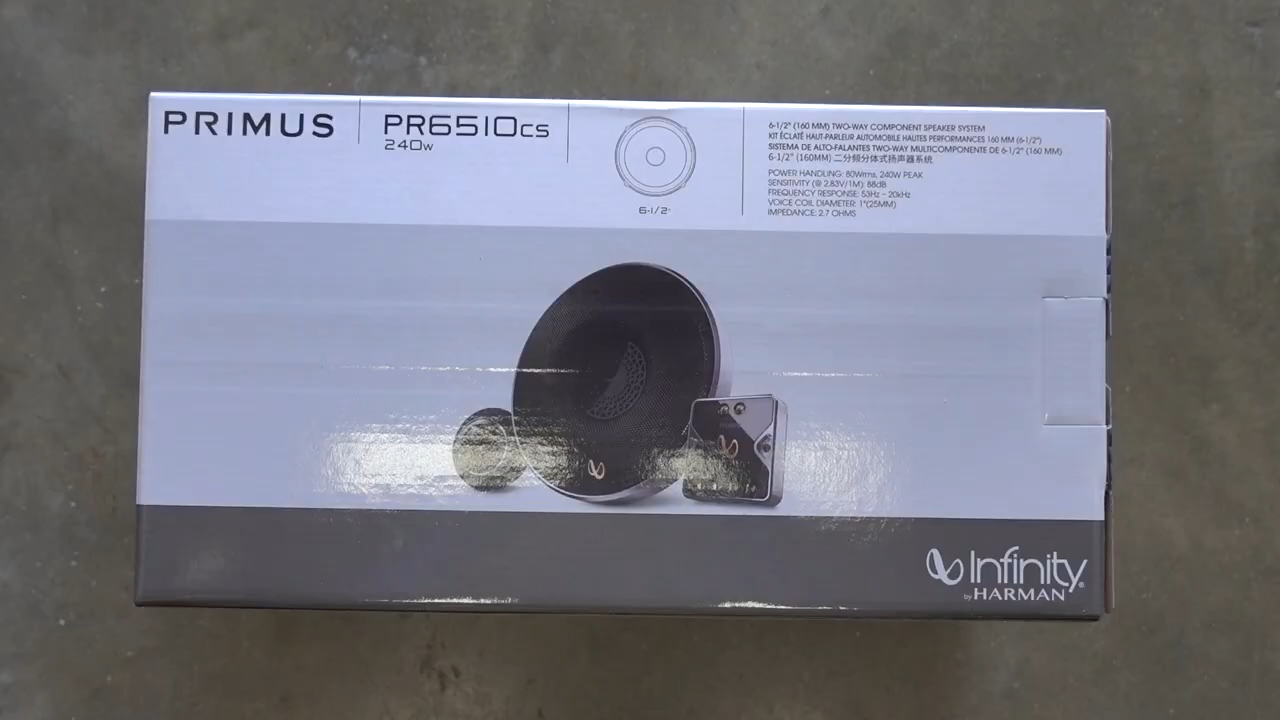 PRIMUS
PR6510cs
240w
6-1/2"
6-1/2" (160 MM) TWO-WAY COMPONENT SPEAKER SYSTEM
KIT ÉCLATÉ HAUT-PARLEUR AUTOMOBILE HAUTES PERFORMANCES 160 MM (6-1/2")
SISTEMA DE ALTO-FALANTES TWO-WAY MULTICOMPONENTE DE 6-1/2" (160 MM)
6-1/2" (160MM) 二分频分体式扬声器系统
POWER HANDLING: 80Wrms, 240W PEAK
SENSITIVITY (@ 2.83V/1M): 88dB
FREQUENCY RESPONSE: 53Hz – 20kHz
VOICE COIL DIAMETER: 1"(25MM)
IMPEDANCE: 2.7 OHMS
Infinity®
by HARMAN